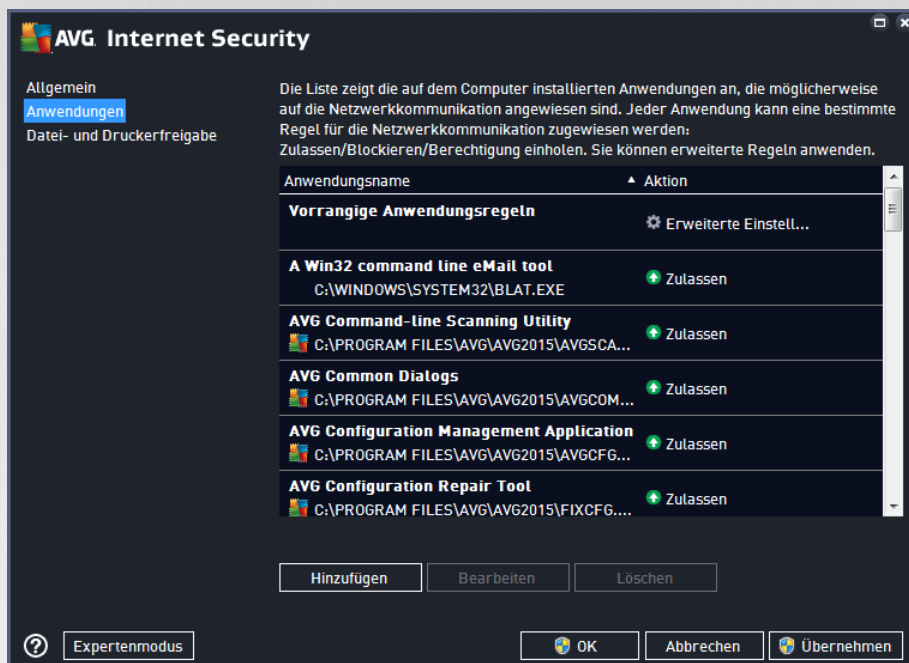 AVG Internet Security
Allgemein
Anwendungen
Datei- und Druckerfreigabe
Die Liste zeigt die auf dem Computer installierten Anwendungen an, die möglicherweise
auf die Netzwerkkommunikation angewiesen sind. Jeder Anwendung kann eine bestimmte
Regel für die Netzwerkkommunikation zugewiesen werden:
Zulassen/Blockieren/Berechtigung einholen. Sie können erweiterte Regeln anwenden.
Anwendungsname Aktion
Vorrangige Anwendungsregeln
Erweiterte Einstell...
A Win32 command line eMail tool
C:\WINDOWS\SYSTEM32\BLAT.EXE
Zulassen
AVG Command-line Scanning Utility
C:\PROGRAM FILES\AVG\AVG2015\AVGSCA...
Zulassen
AVG Common Dialogs
C:\PROGRAM FILES\AVG\AVG2015\AVGCOM...
Zulassen
AVG Configuration Management Application
C:\PROGRAM FILES\AVG\AVG2015\AVGCFG...
Zulassen
AVG Configuration Repair Tool
C:\PROGRAM FILES\AVG\AVG2015\FIXCFG....
Zulassen
Hinzufügen Bearbeiten Löschen
? Expertenmodus OK Abbrechen Übernehmen